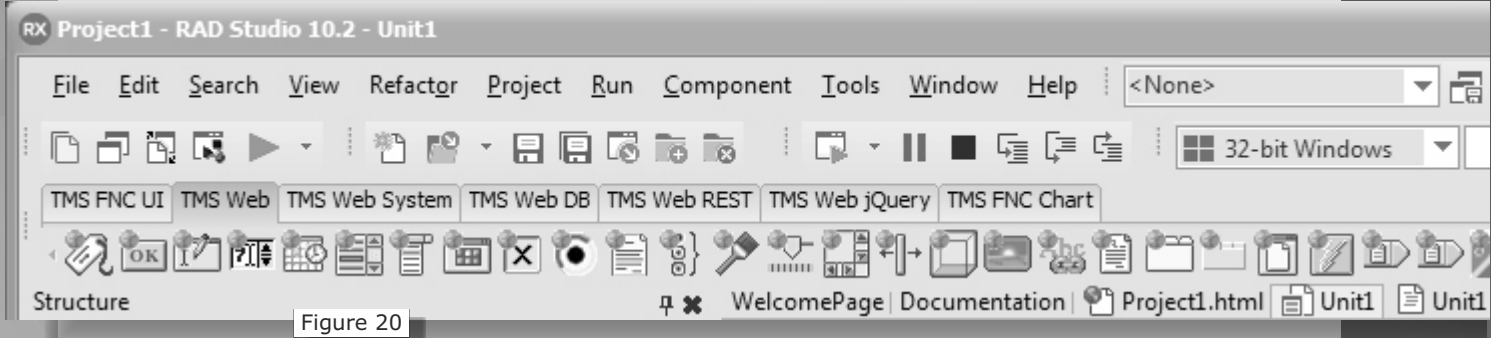 RX Project1 - RAD Studio 10.2 - Unit1
File Edit Search View Refactor Project Run Component Tools Window Help <None>
32-bit Windows
TMS FNC UI TMS Web TMS Web System TMS Web DB TMS Web REST TMS Web jQuery TMS FNC Chart
OK Abc
Structure WelcomePage Documentation Project1.html Unit1 Unit1
Figure 20